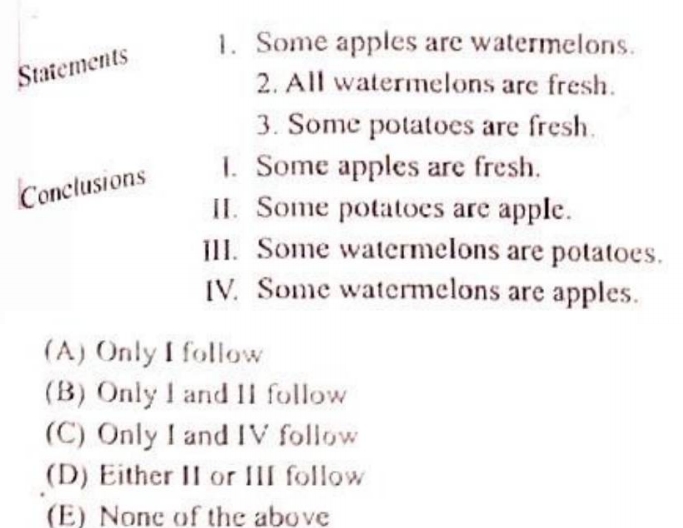 Statements 1. Some apples are watermelons.
2. All watermelons are fresh.
3. Some potatoes are fresh.
Conclusions I. Some apples are fresh.
II. Some potatoes are apple.
III. Some watermelons are potatoes.
IV. Some watermelons are apples.
(A) Only I follow
(B) Only I and II follow
(C) Only I and IV follow
(D) Either II or III follow
(E) None of the above